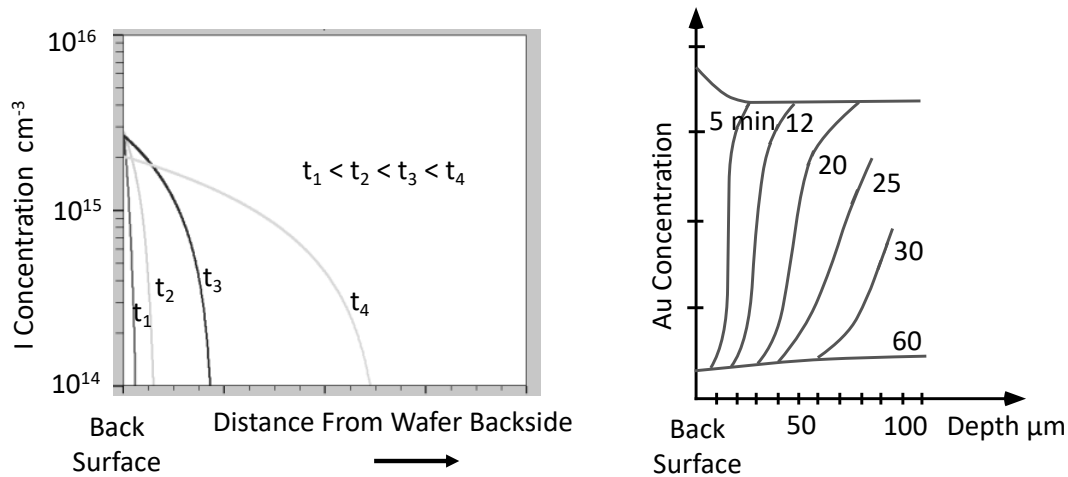 10¹⁶
10¹⁵
10¹⁴
I Concentration cm⁻³
t₁ < t₂ < t₃ < t₄
t₁
t₂
t₃
t₄
Back
Surface
Distance From Wafer Backside
Au Concentration
5 min
12
20
25
30
60
Back
Surface
50
100
Depth μm